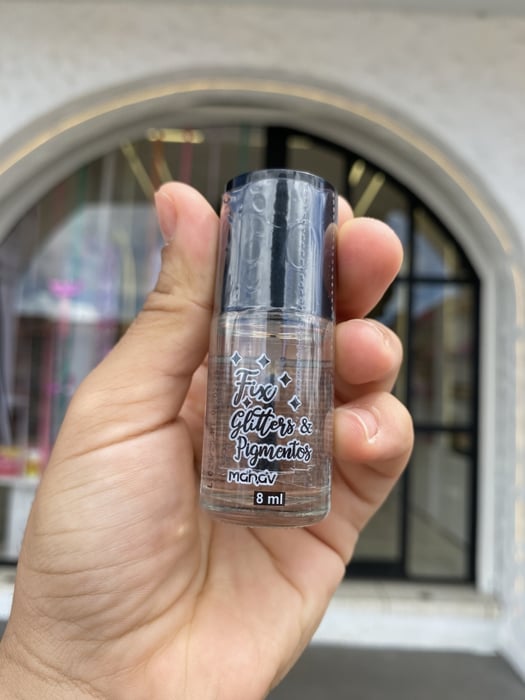 Fix
Glitters &
Pigmentos
mahav
8 ml